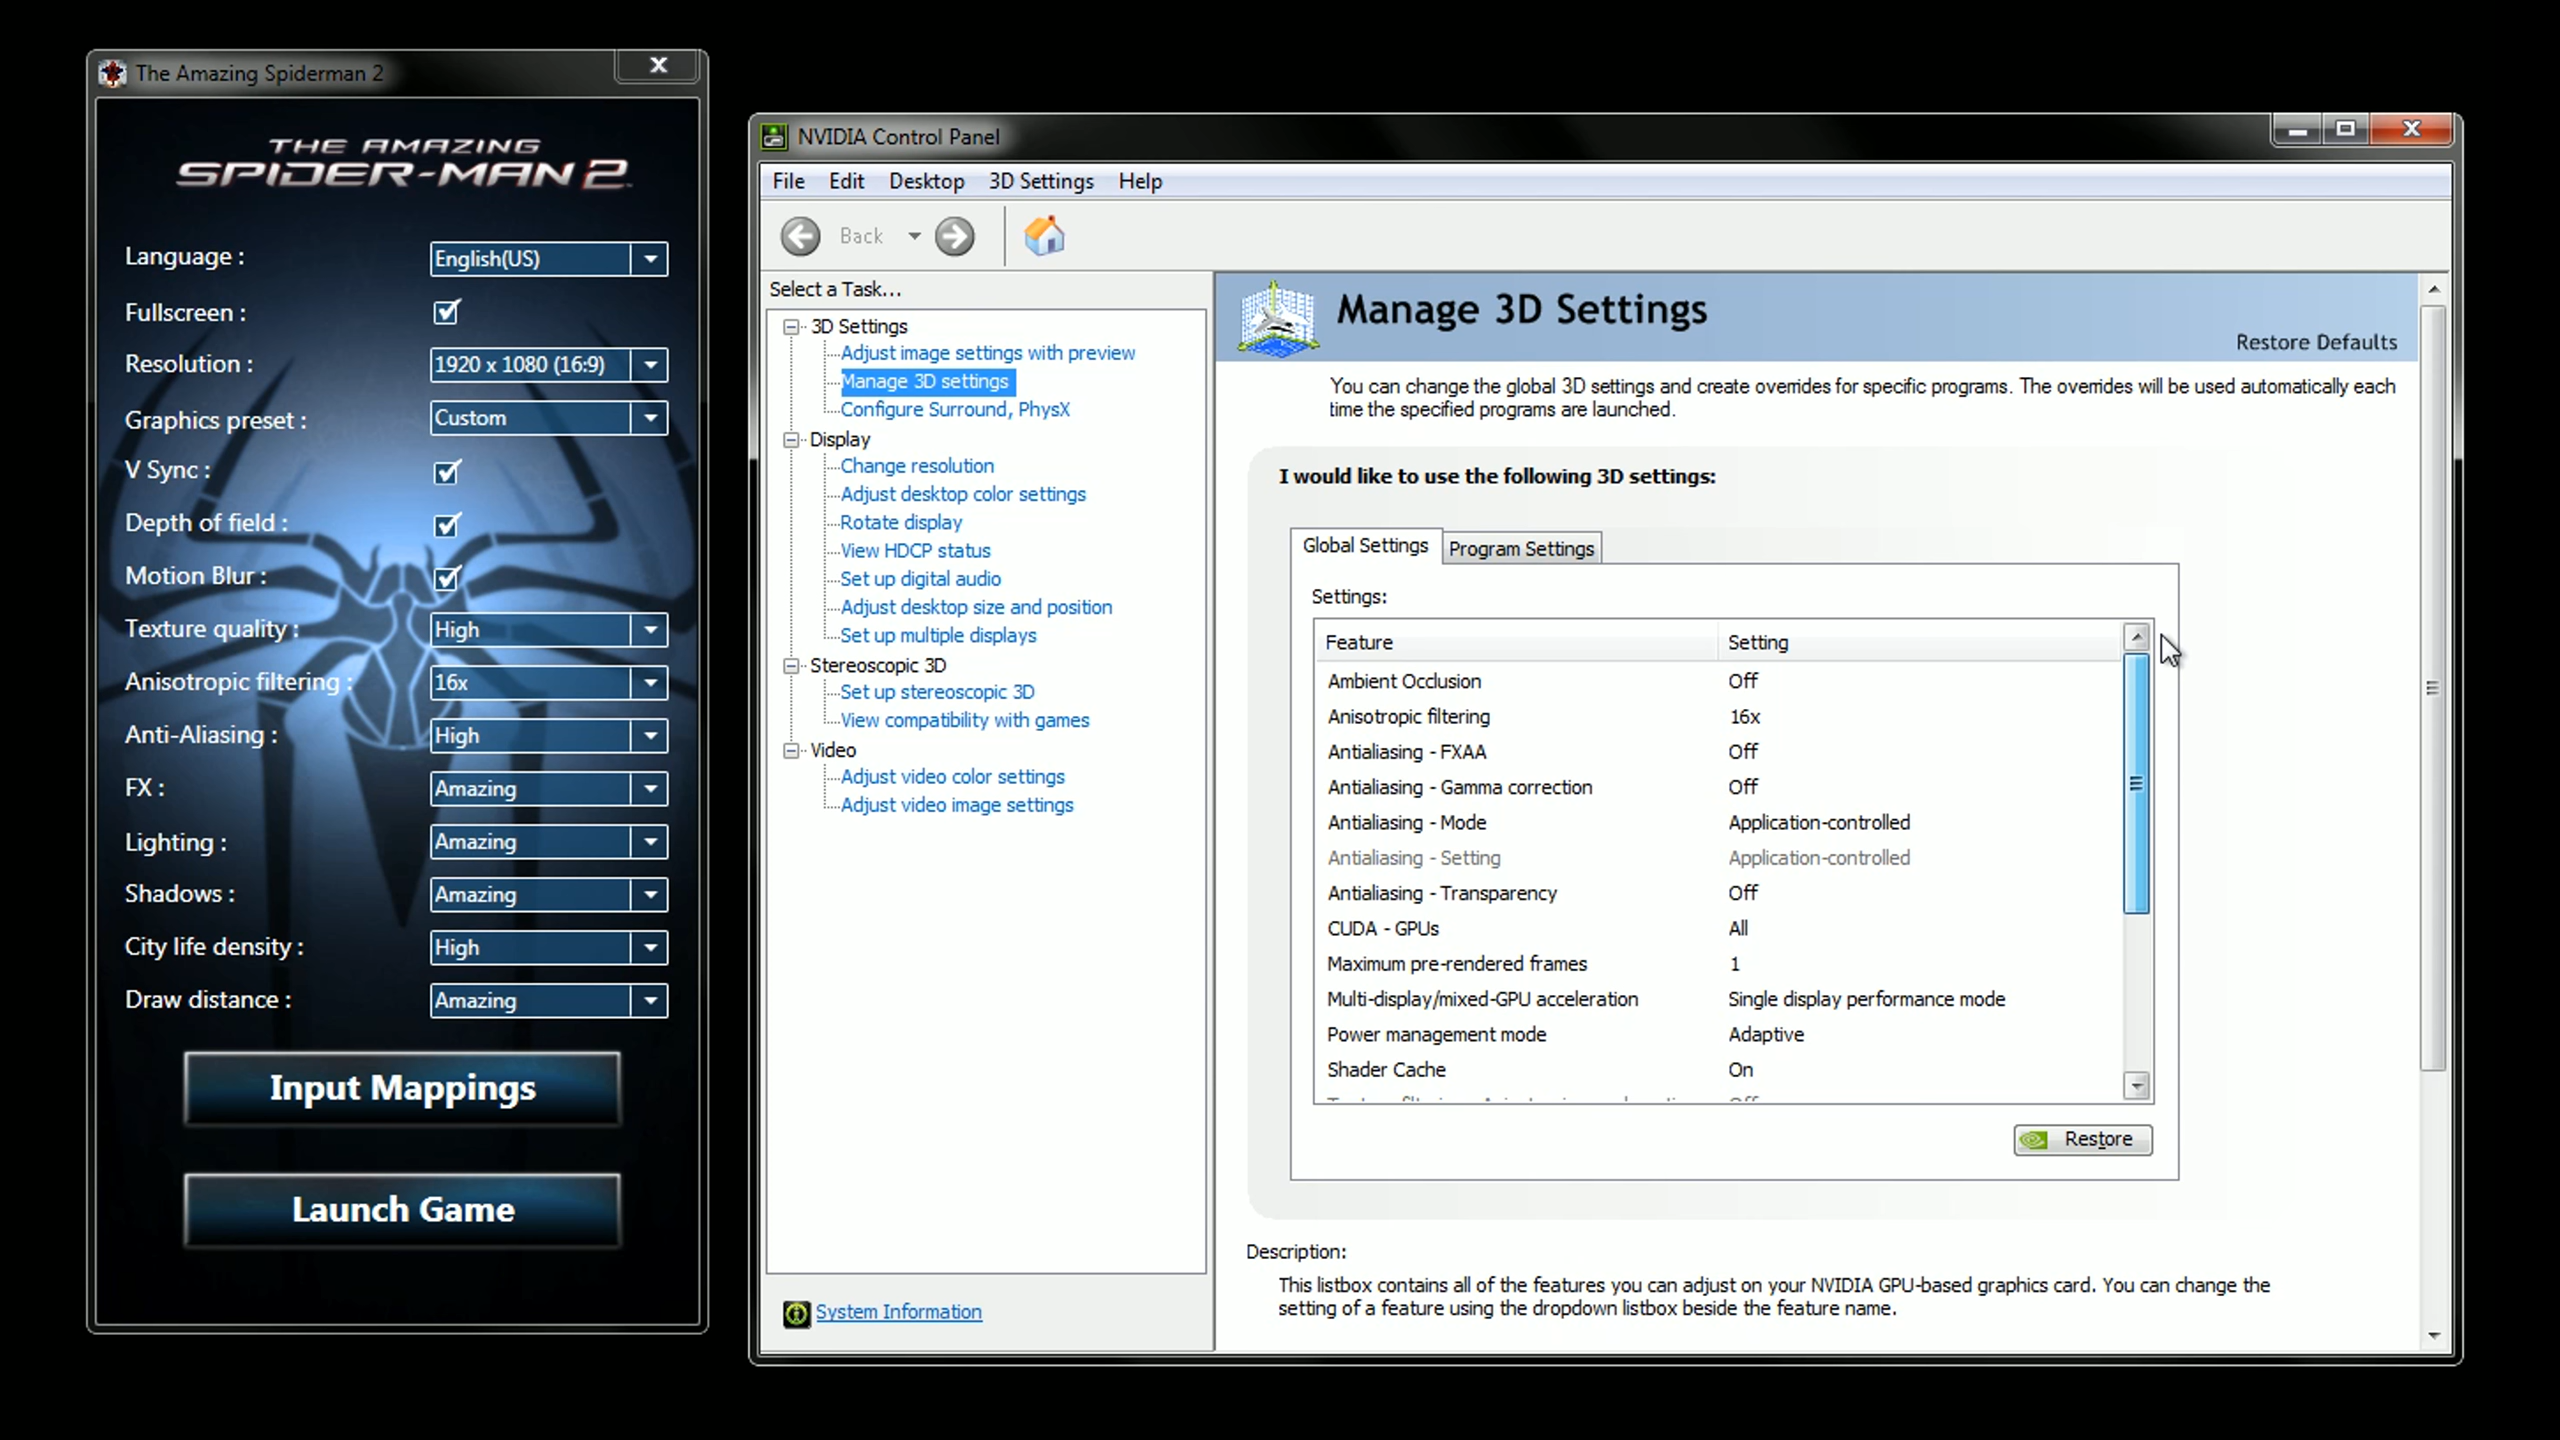 The Amazing Spiderman 2
THE AMAZING
SPIDER-MAN 2
Language : English(US)
Fullscreen :
Resolution : 1920 x 1080 (16:9)
Graphics preset : Custom
V Sync :
Depth of field :
Motion Blur :
Texture quality : High
Anisotropic filtering : 16x
Anti-Aliasing : High
FX : Amazing
Lighting : Amazing
Shadows : Amazing
City life density : High
Draw distance : Amazing
Input Mappings
Launch Game
NVIDIA Control Panel
File Edit Desktop 3D Settings Help
Back
Select a Task...
3D Settings
Adjust image settings with preview
Manage 3D settings
Configure Surround, PhysX
Display
Change resolution
Adjust desktop color settings
Rotate display
View HDCP status
Set up digital audio
Adjust desktop size and position
Set up multiple displays
Stereoscopic 3D
Set up stereoscopic 3D
View compatibility with games
Video
Adjust video color settings
Adjust video image settings
System Information
Manage 3D Settings
Restore Defaults
You can change the global 3D settings and create overrides for specific programs. The overrides will be used automatically each
time the specified programs are launched.
I would like to use the following 3D settings:
Global Settings Program Settings
Settings:
Feature Setting
Ambient Occlusion Off
Anisotropic filtering 16x
Antialiasing - FXAA Off
Antialiasing - Gamma correction Off
Antialiasing - Mode Application-controlled
Antialiasing - Setting Application-controlled
Antialiasing - Transparency Off
CUDA - GPUs All
Maximum pre-rendered frames 1
Multi-display/mixed-GPU acceleration Single display performance mode
Power management mode Adaptive
Shader Cache On
Restore
Description:
This listbox contains all of the features you can adjust on your NVIDIA GPU-based graphics card. You can change the
setting of a feature using the dropdown listbox beside the feature name.